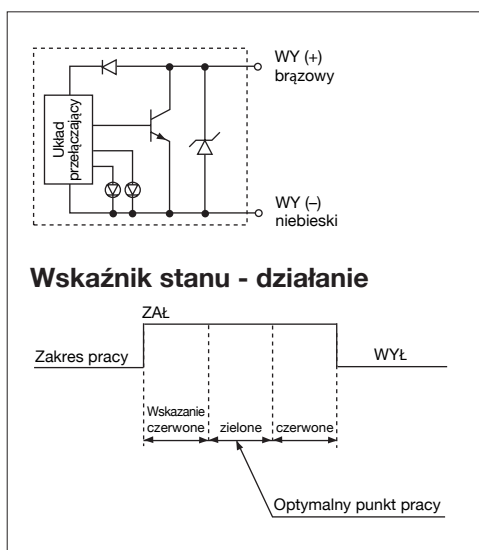 WY (+)
brązowy
Układ
przełączający
WY (–)
niebieski
Wskaźnik stanu - działanie
ZAŁ
Zakres pracy
WYŁ
Wskazanie
czerwone
zielone
czerwone
Optymalny punkt pracy